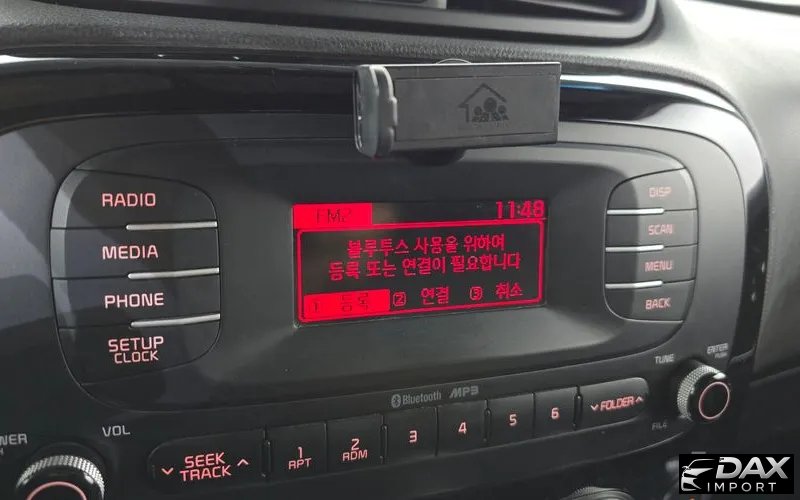 FM2 11:48
블루투스 사용을 위하여
등록 또는 연결이 필요합니다
1 등록 2 연결 3 취소
RADIO
MEDIA
PHONE
SETUP
CLOCK
DISP
SCAN
MENU
BACK
TUNE
ENTER
PUSH
FILE
Bluetooth MP3
VOL
SEEK
TRACK
1
RPT
2
RDM
3
4
5
6
FOLDER
DAX
IMPORT